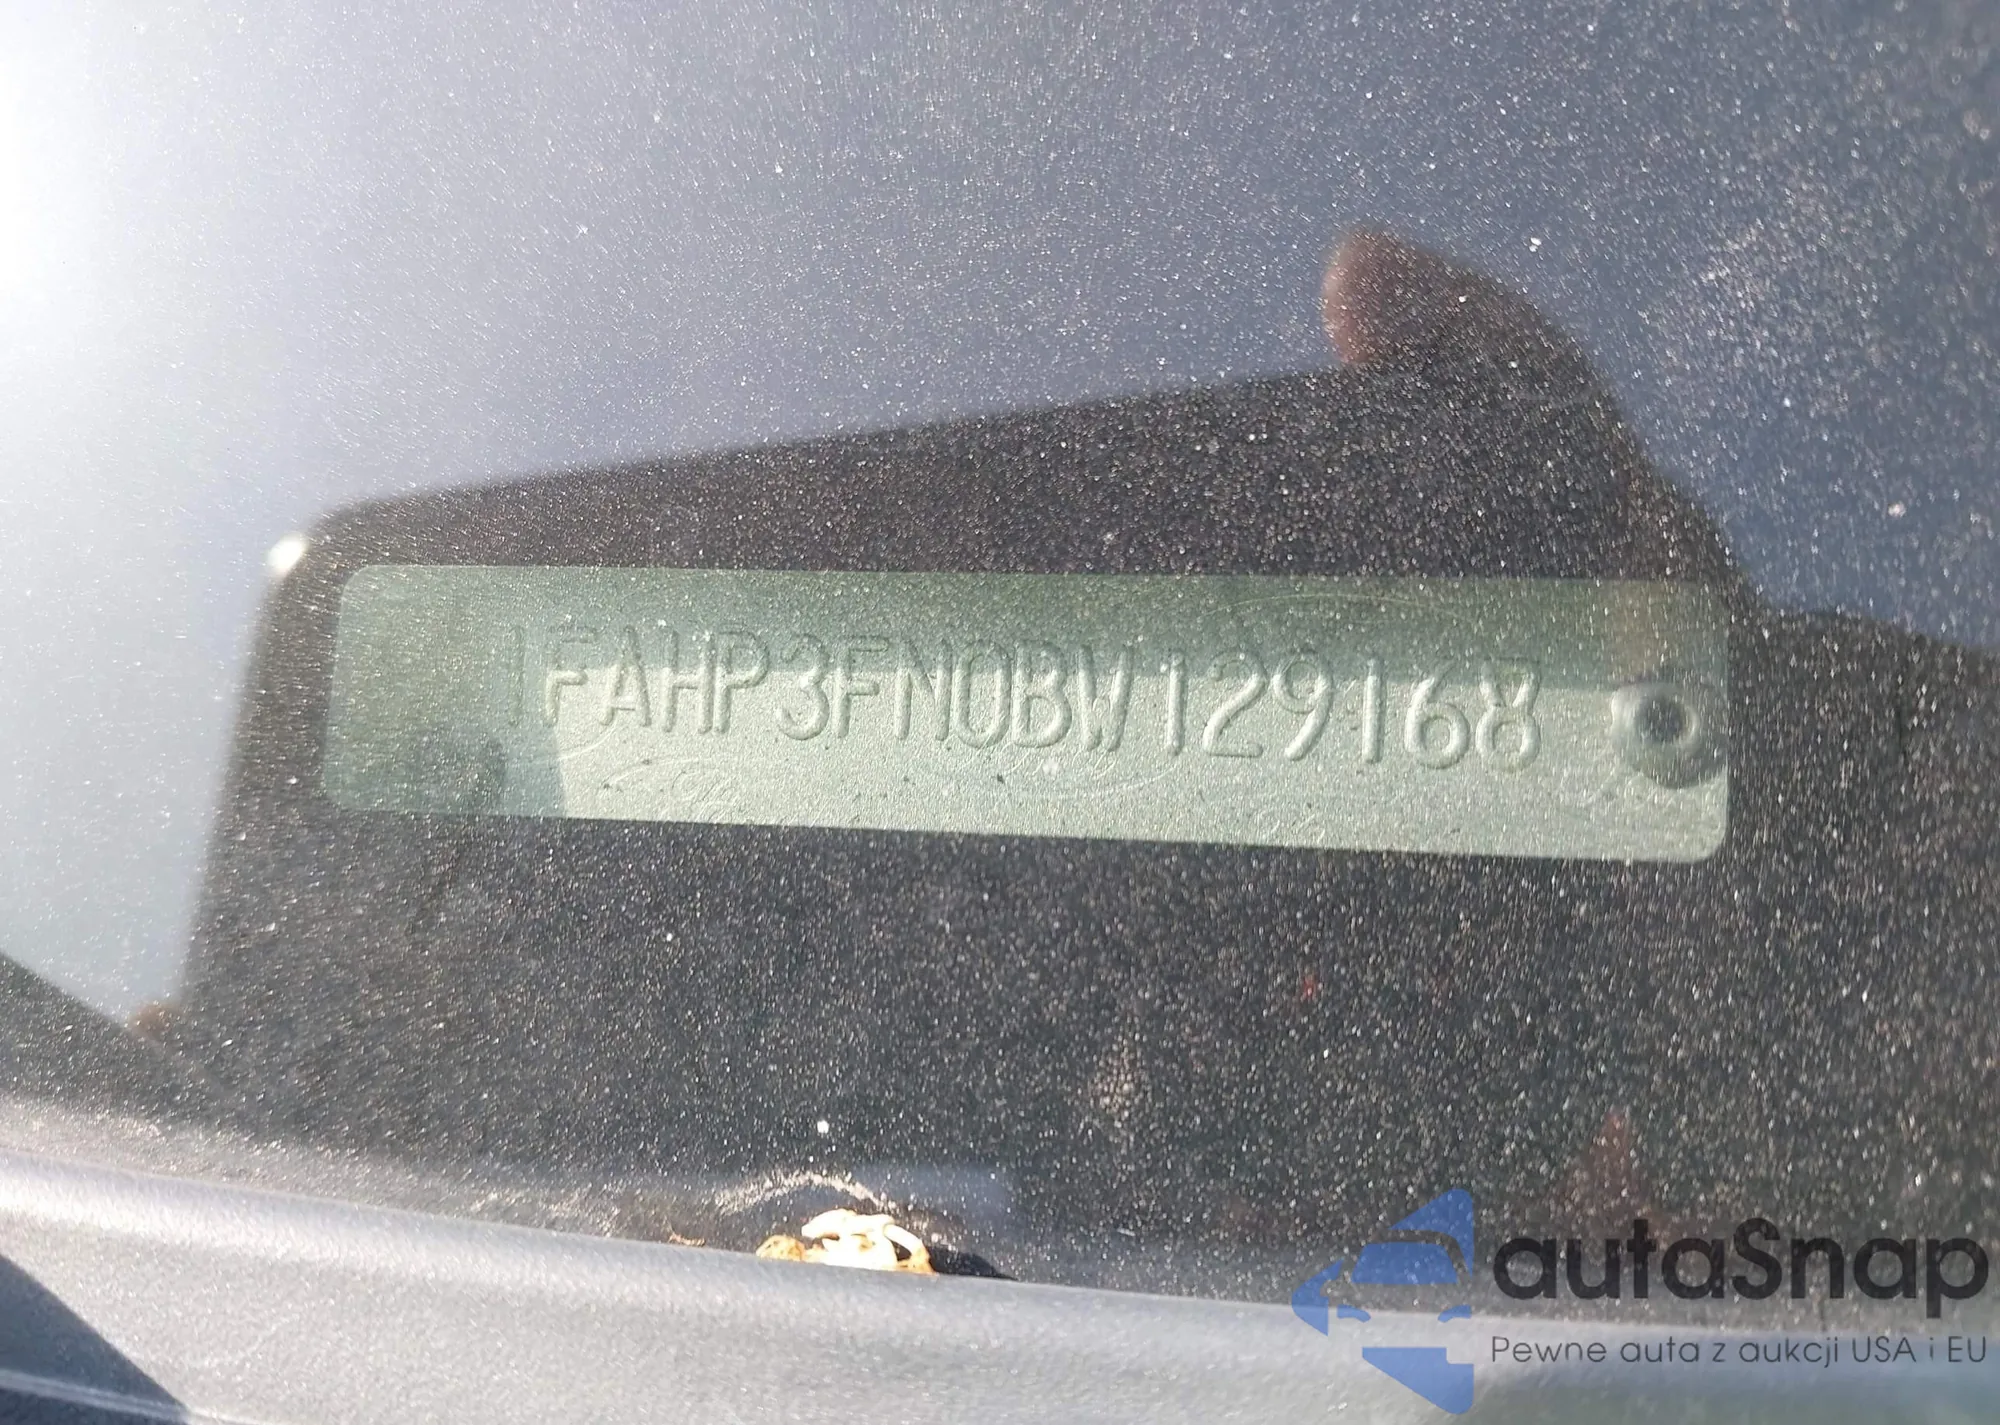 1FAHP3FN0BW129168
autaSnap
Pewne auta z aukcji USA i EU